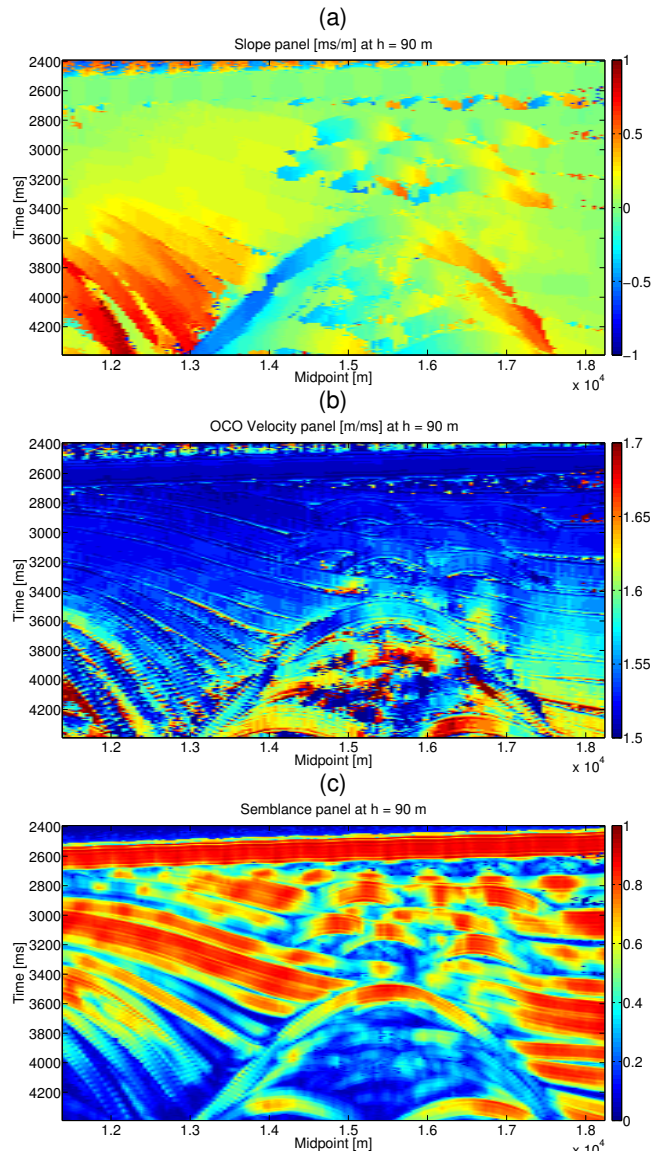 (a)
Slope panel [ms/m] at h = 90 m
2400
2600
2800
3000
3200
3400
3600
3800
4000
4200
Time [ms]
1.2 1.3 1.4 1.5 1.6 1.7 1.8
Midpoint [m]
x 10^4
1
0.5
0
−0.5
−1
(b)
OCO Velocity panel [m/ms] at h = 90 m
2400
2600
2800
3000
3200
3400
3600
3800
4000
4200
Time [ms]
1.2 1.3 1.4 1.5 1.6 1.7 1.8
Midpoint [m]
x 10^4
1.7
1.65
1.6
1.55
1.5
(c)
Semblance panel at h = 90 m
2400
2600
2800
3000
3200
3400
3600
3800
4000
4200
Time [ms]
1.2 1.3 1.4 1.5 1.6 1.7 1.8
Midpoint [m]
x 10^4
1
0.8
0.6
0.4
0.2
0